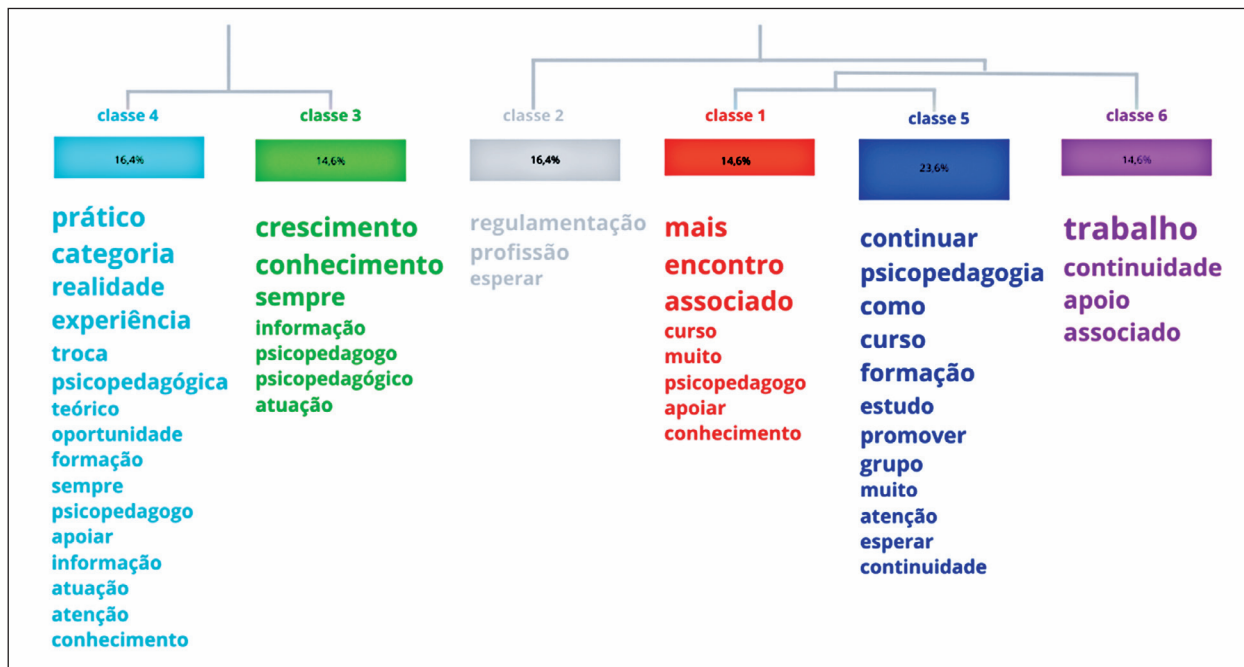 classe 4
16,4%
prático
categoria
realidade
experiência
troca
psicopedagógica
teórico
oportunidade
formação
sempre
psicopedagogo
apoiar
informação
atuação
atenção
conhecimento
classe 3
14,6%
crescimento
conhecimento
sempre
informação
psicopedagogo
psicopedagógico
atuação
classe 2
16,4%
regulamentação
profissão
esperar
classe 1
14,6%
mais
encontro
associado
curso
muito
psicopedagogo
apoiar
conhecimento
classe 5
23,6%
continuar
psicopedagogia
como
curso
formação
estudo
promover
grupo
muito
atenção
esperar
continuidade
classe 6
14,6%
trabalho
continuidade
apoio
associado